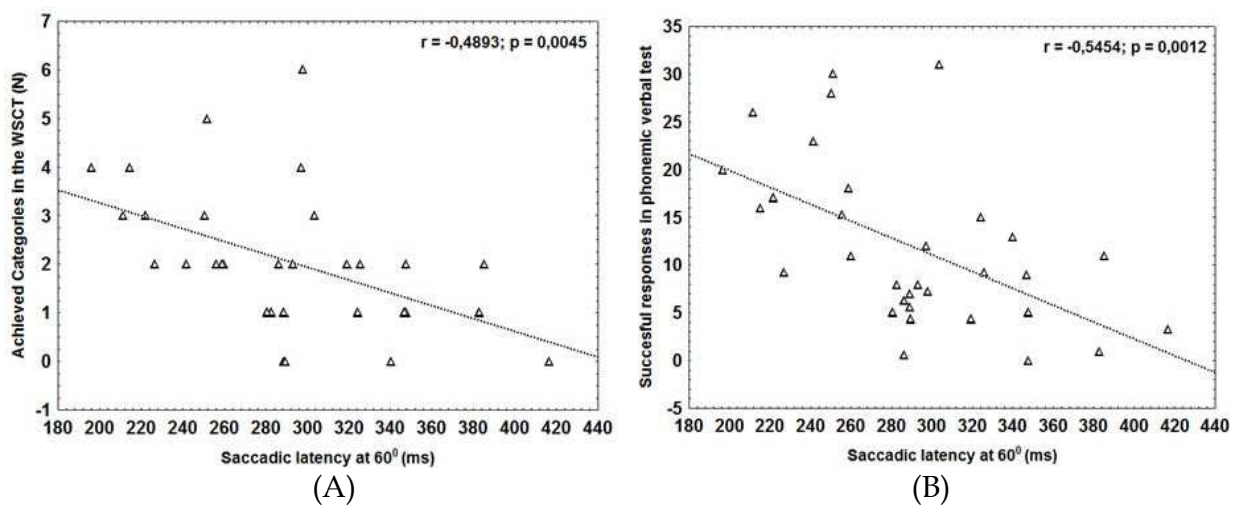 r = -0,4893; p = 0,0045
Achieved Categories in the WSCT (N)
7
6
5
4
3
2
1
0
-1
180 200 220 240 260 280 300 320 340 360 380 400 420 440
Saccadic latency at 60⁰ (ms)
(A)
r = -0,5454; p = 0,0012
Succesful responses in phonemic verbal test
35
30
25
20
15
10
5
0
-5
180 200 220 240 260 280 300 320 340 360 380 400 420 440
Saccadic latency at 60⁰ (ms)
(B)